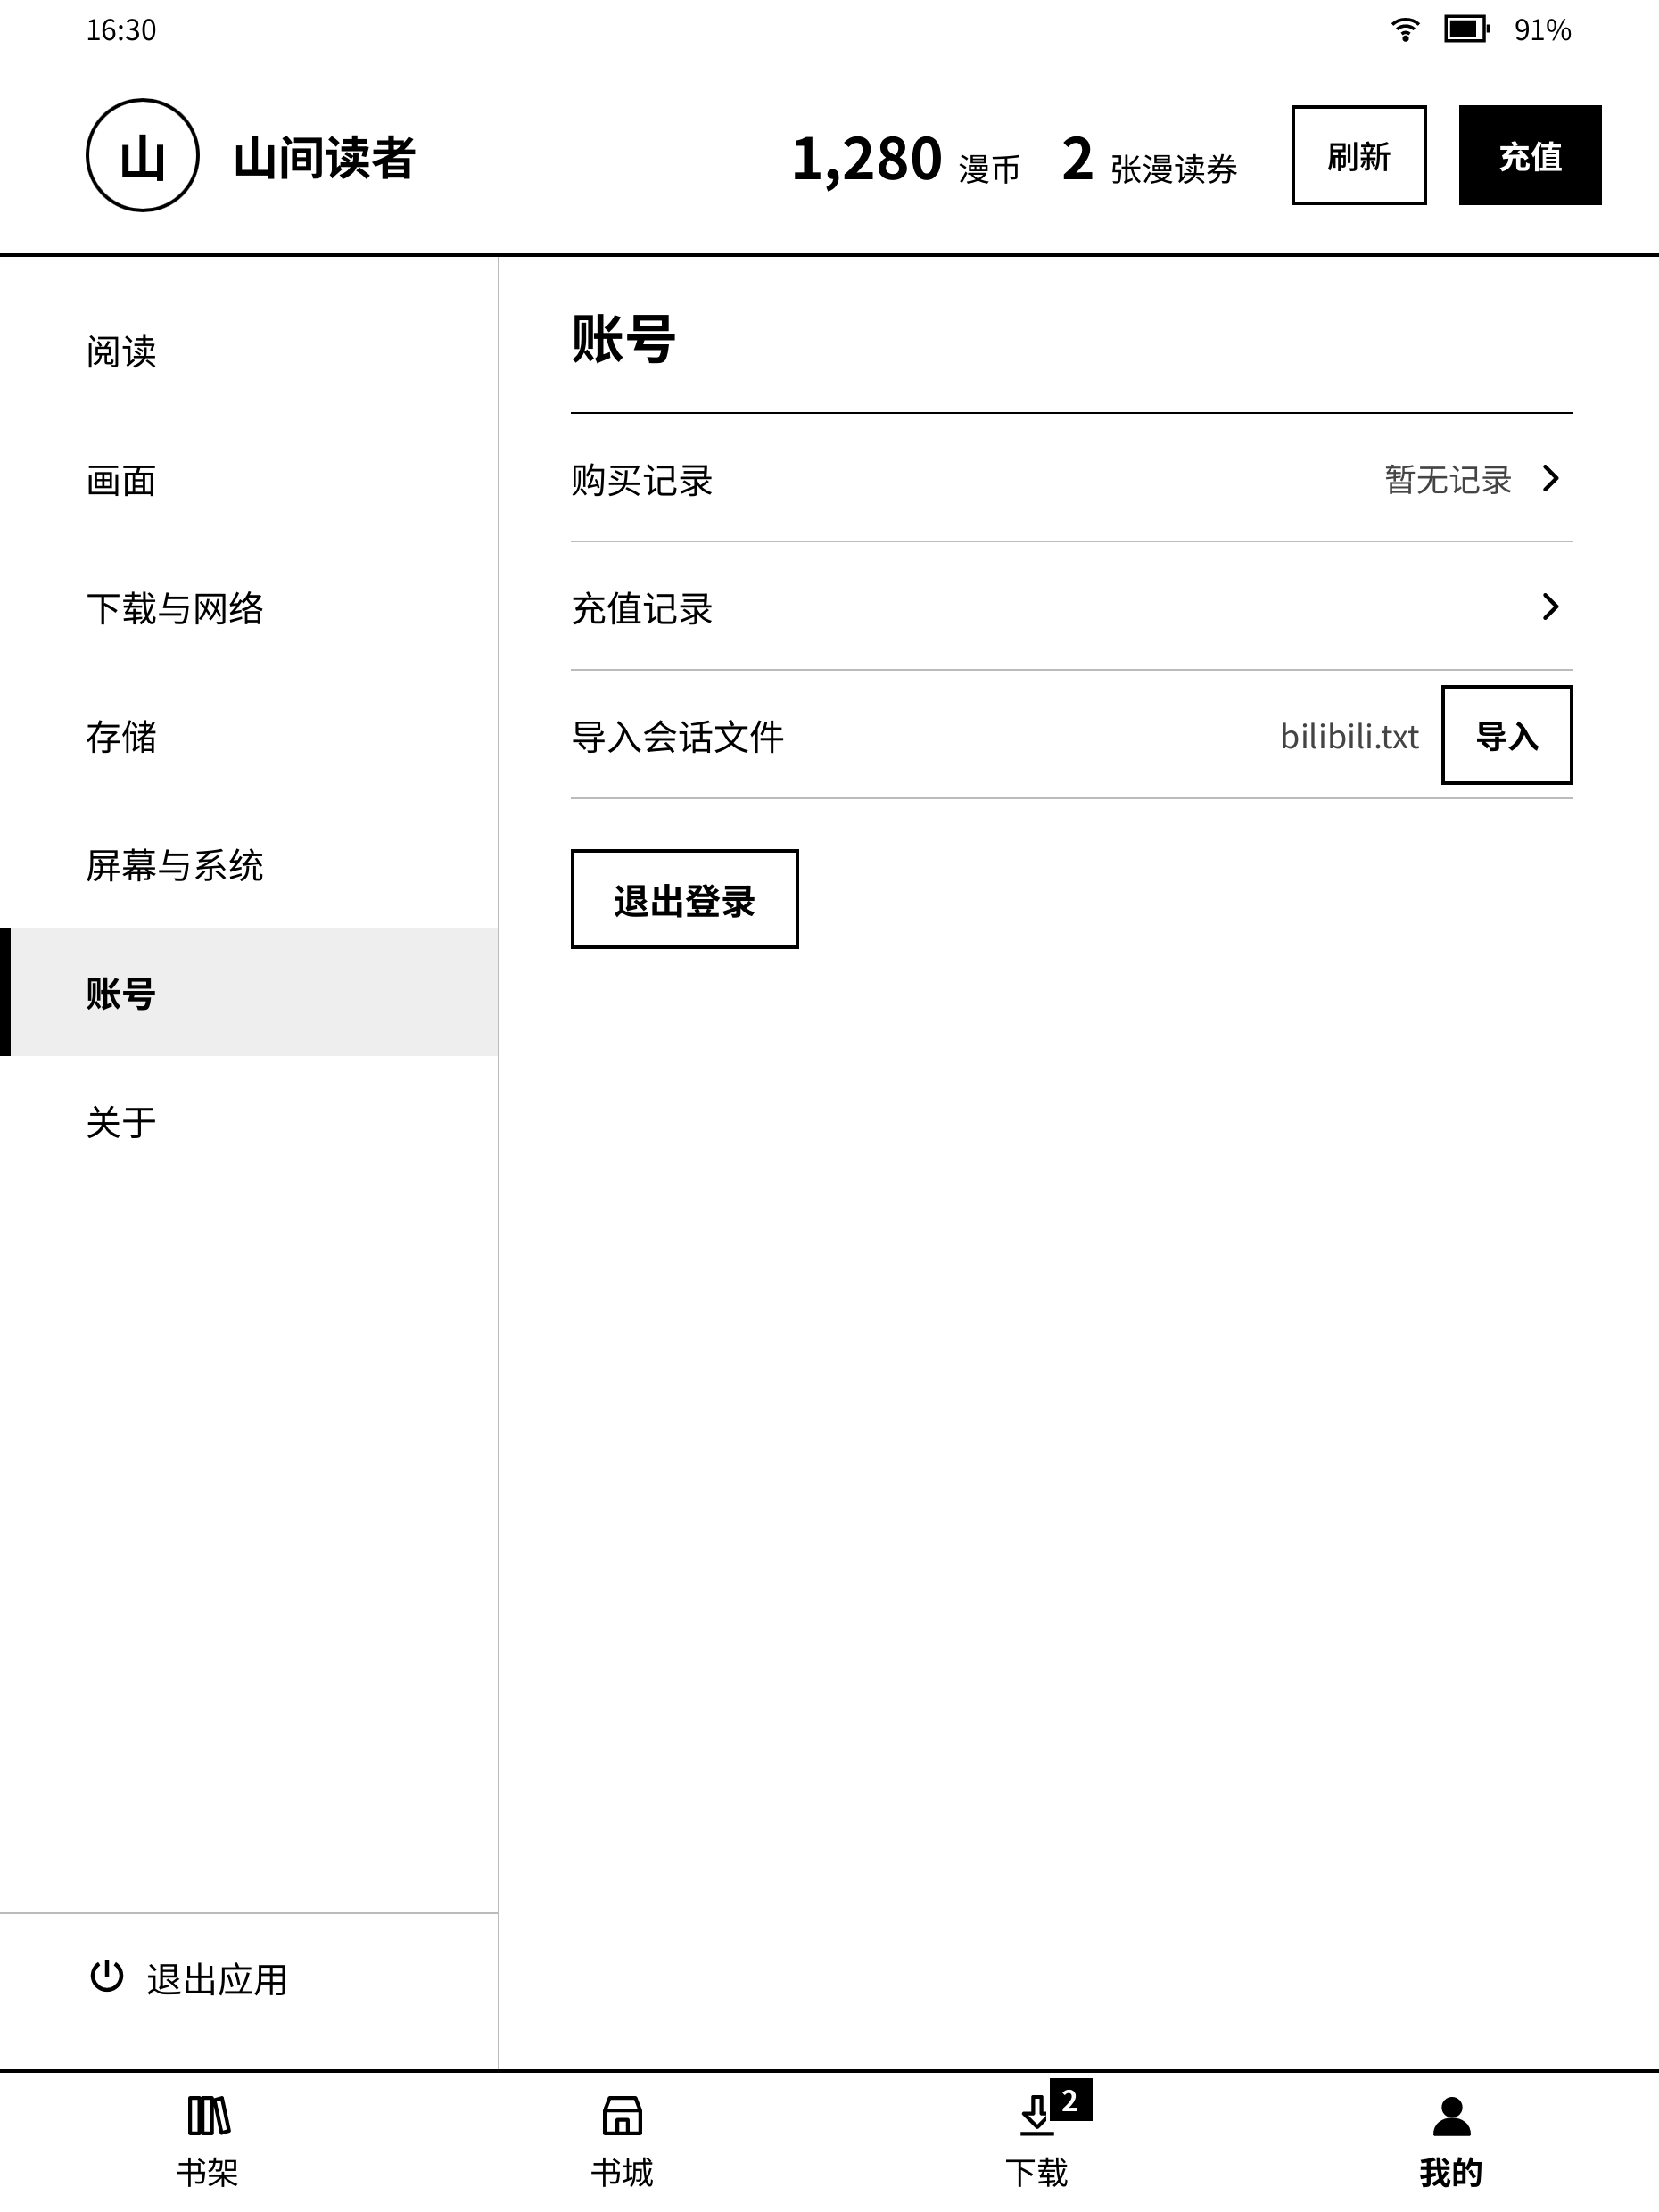 16:30
91%
山
山间读者
1,280 漫币 2 张漫读券
刷新
充值
阅读
画面
下载与网络
存储
屏幕与系统
账号
关于
退出应用
账号
购买记录 暂无记录
充值记录
导入会话文件 bilibili.txt 导入
退出登录
书架
书城
2
下载
我的